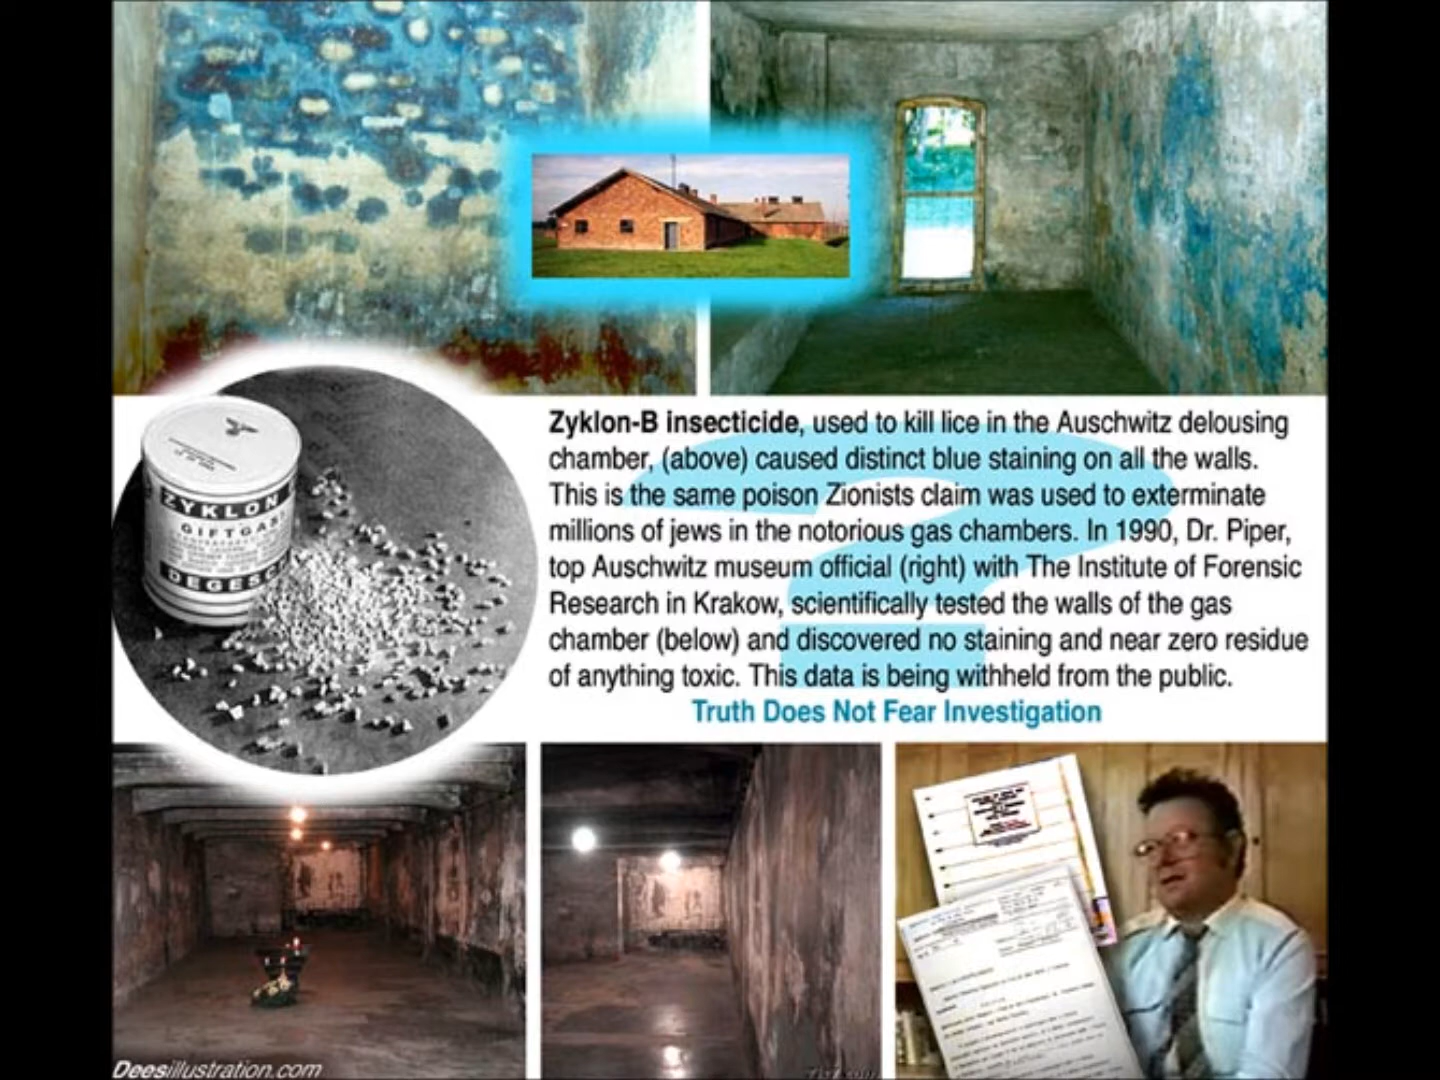 ZYKLON
GIFTGAS
DEGESC
Zyklon-B insecticide, used to kill lice in the Auschwitz delousing
chamber, (above) caused distinct blue staining on all the walls.
This is the same poison Zionists claim was used to exterminate
millions of jews in the notorious gas chambers. In 1990, Dr. Piper,
top Auschwitz museum official (right) with The Institute of Forensic
Research in Krakow, scientifically tested the walls of the gas
chamber (below) and discovered no staining and near zero residue
of anything toxic. This data is being withheld from the public.
Truth Does Not Fear Investigation
Deesillustration.com